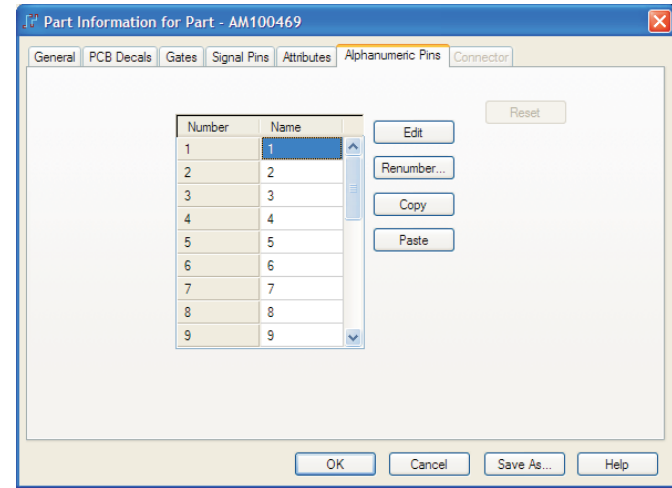 Part Information for Part - AM100469
General PCB Decals Gates Signal Pins Attributes Alphanumeric Pins Connector
Reset
Number Name
Edit
1 1
2 2
Renumber...
3 3
Copy
4 4
5 5
Paste
6 6
7 7
8 8
9 9
OK Cancel Save As... Help